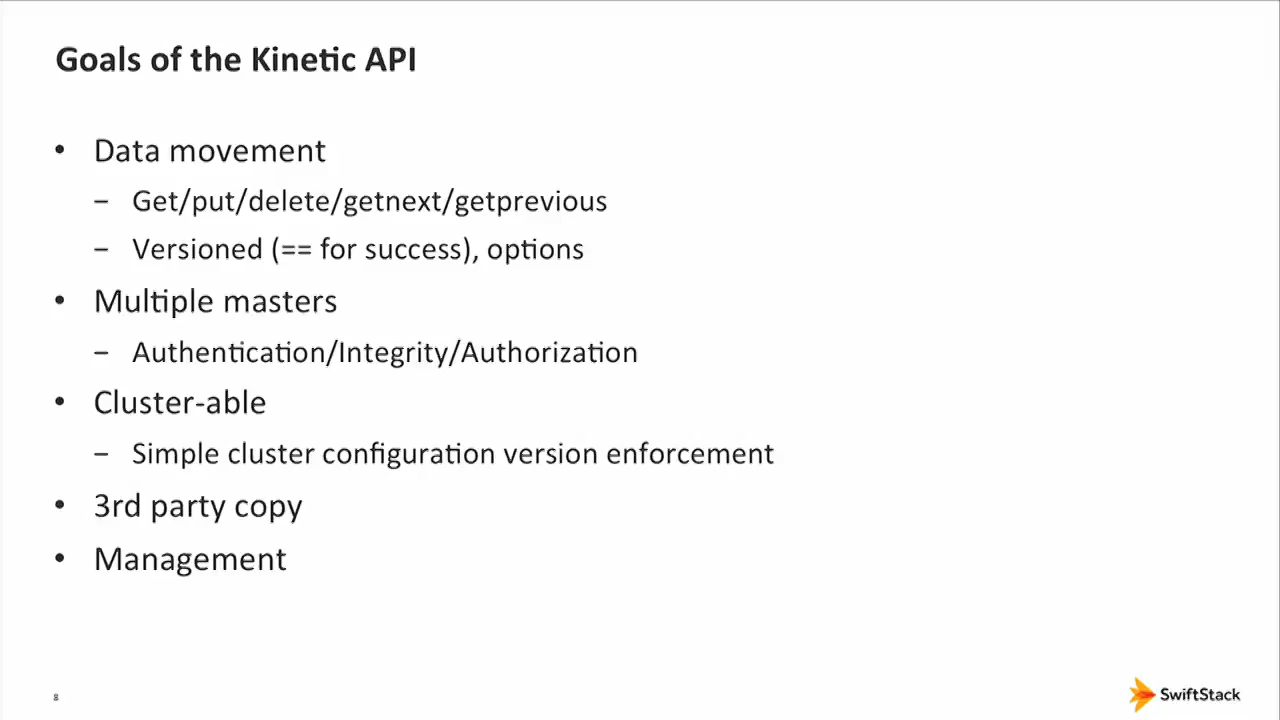 Goals of the Kinetic API
• Data movement
– Get/put/delete/getnext/getprevious
– Versioned (== for success), options
• Multiple masters
– Authentication/Integrity/Authorization
• Cluster-able
– Simple cluster configuration version enforcement
• 3rd party copy
• Management
8
SwiftStack